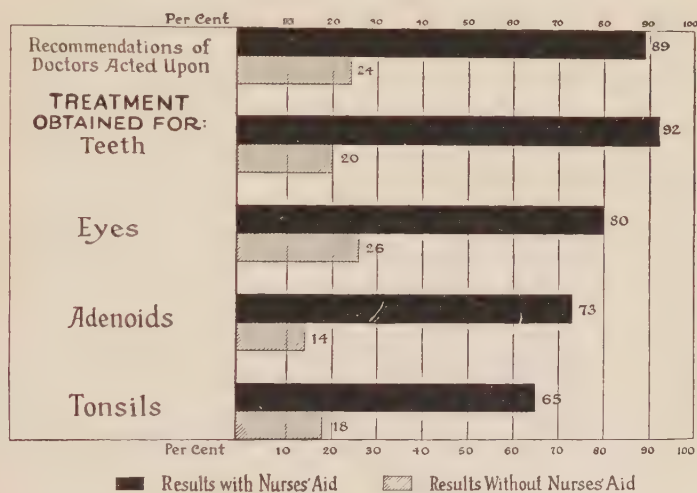 Per Cent 10 20 30 40 50 60 70 80 90 100
Recommendations of
Doctors Acted Upon
89
24
TREATMENT
OBTAINED FOR:
Teeth
92
20
Eyes
80
26
Adenoids
73
14
Tonsils
65
18
Per Cent 10 20 30 40 50 60 70 80 90 100
Results with Nurses' Aid Results Without Nurses' Aid